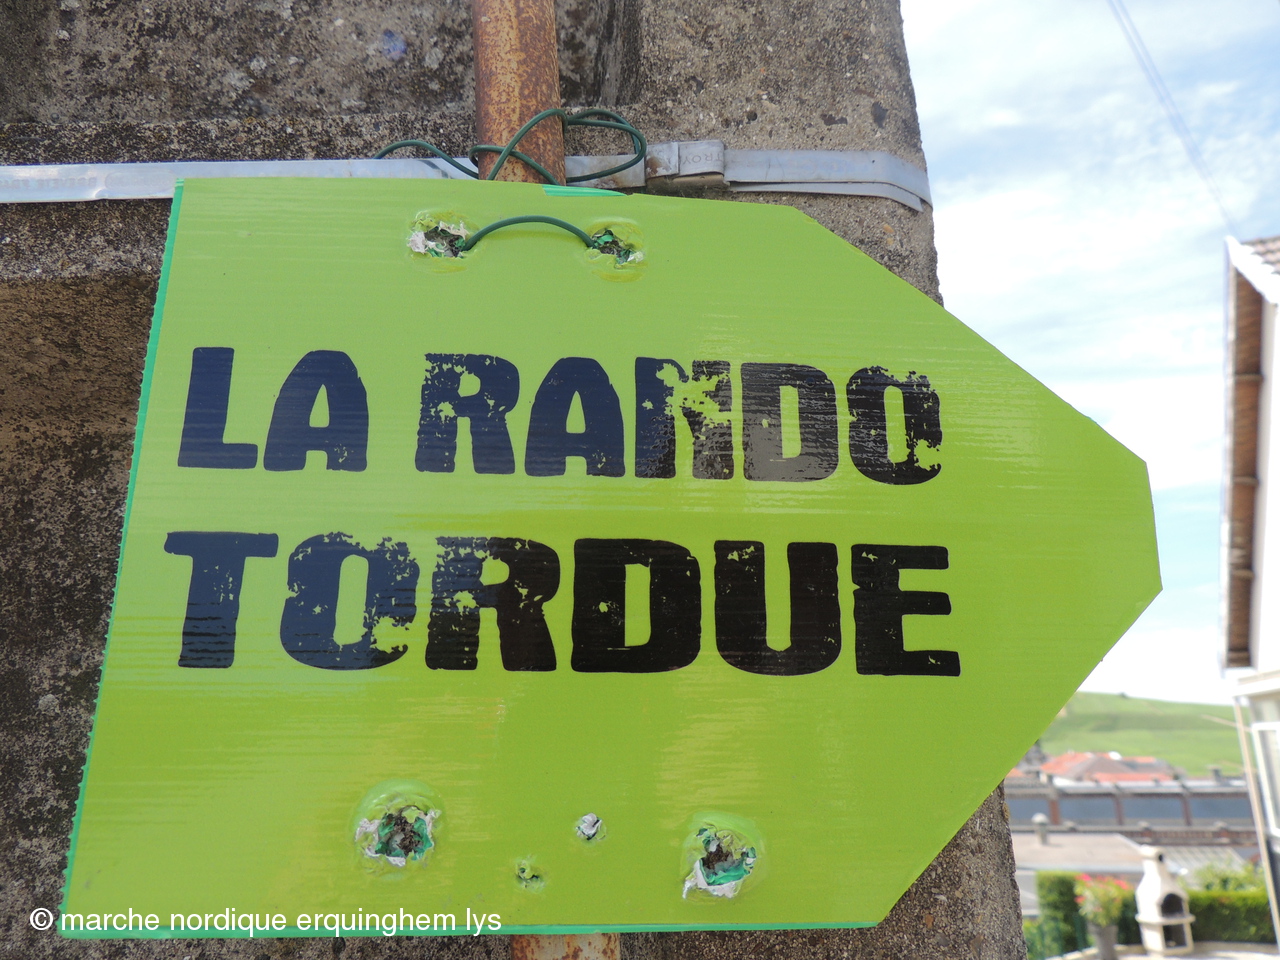 LA RANDO
TORDUE
© marche nordique erquinghem lys